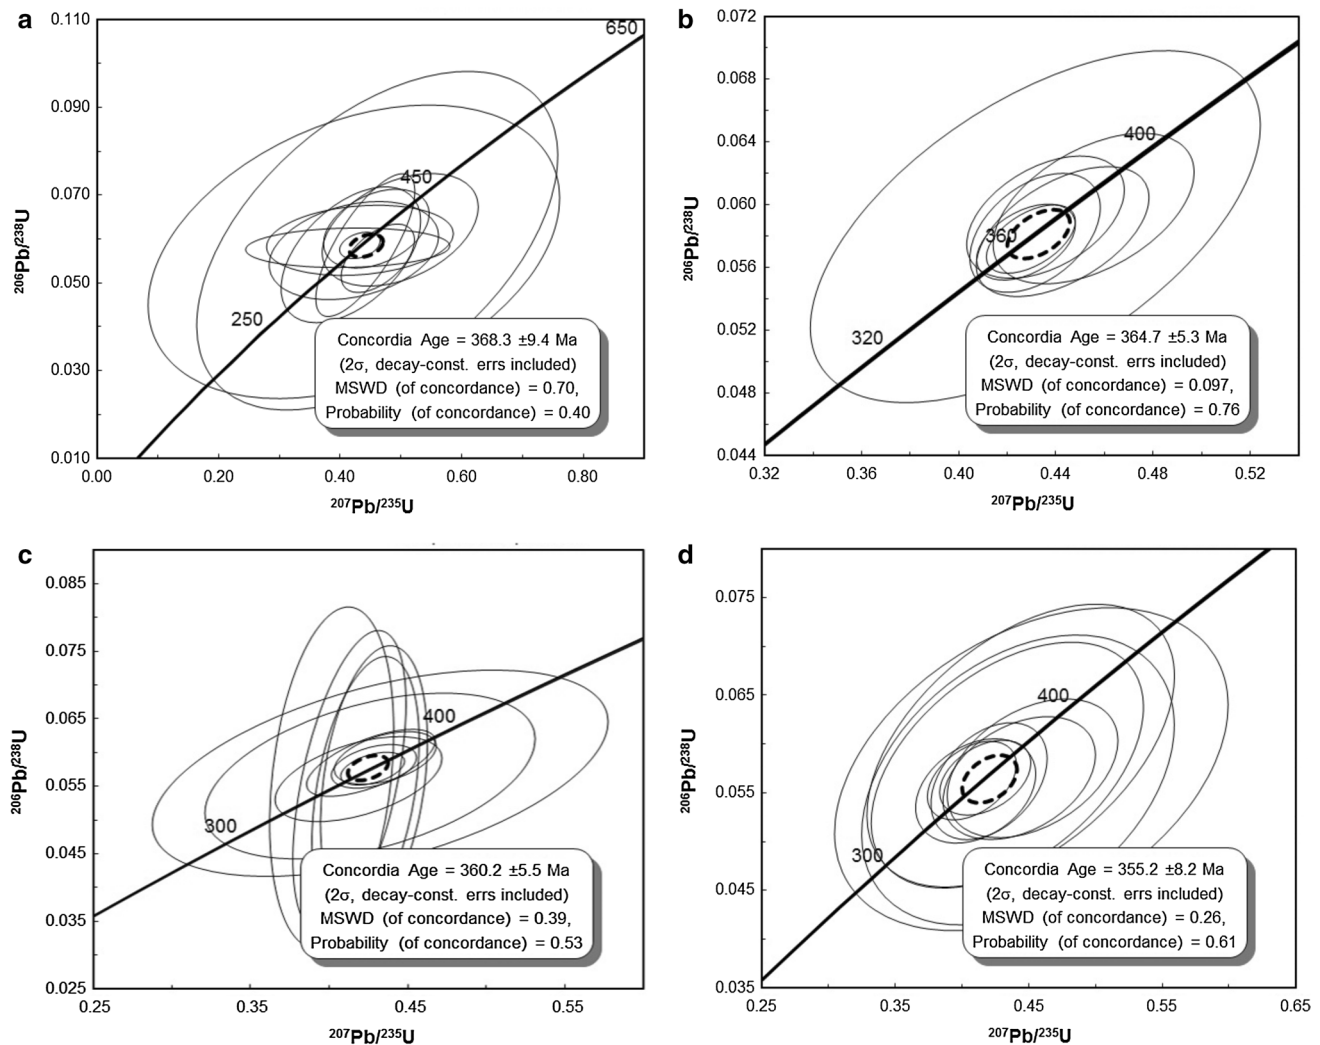 a
0.110
0.090
0.070
0.050
0.030
0.010
²⁰⁶Pb/²³⁸U
650
450
250
Concordia Age = 368.3 ±9.4 Ma
(2σ, decay-const. errs included)
MSWD (of concordance) = 0.70,
Probability (of concordance) = 0.40
0.00 0.20 0.40 0.60 0.80
²⁰⁷Pb/²³⁵U
b
0.072
0.068
0.064
0.060
0.056
0.052
0.048
0.044
²⁰⁶Pb/²³⁸U
400
360
320
Concordia Age = 364.7 ±5.3 Ma
(2σ, decay-const. errs included)
MSWD (of concordance) = 0.097,
Probability (of concordance) = 0.76
0.32 0.36 0.40 0.44 0.48 0.52
²⁰⁷Pb/²³⁵U
c
0.085
0.075
0.065
0.055
0.045
0.035
0.025
²⁰⁶Pb/²³⁸U
400
300
Concordia Age = 360.2 ±5.5 Ma
(2σ, decay-const. errs included)
MSWD (of concordance) = 0.39,
Probability (of concordance) = 0.53
0.25 0.35 0.45 0.55
²⁰⁷Pb/²³⁵U
d
0.075
0.065
0.055
0.045
0.035
²⁰⁶Pb/²³⁸U
400
300
Concordia Age = 355.2 ±8.2 Ma
(2σ, decay-const. errs included)
MSWD (of concordance) = 0.26,
Probability (of concordance) = 0.61
0.25 0.35 0.45 0.55 0.65
²⁰⁷Pb/²³⁵U